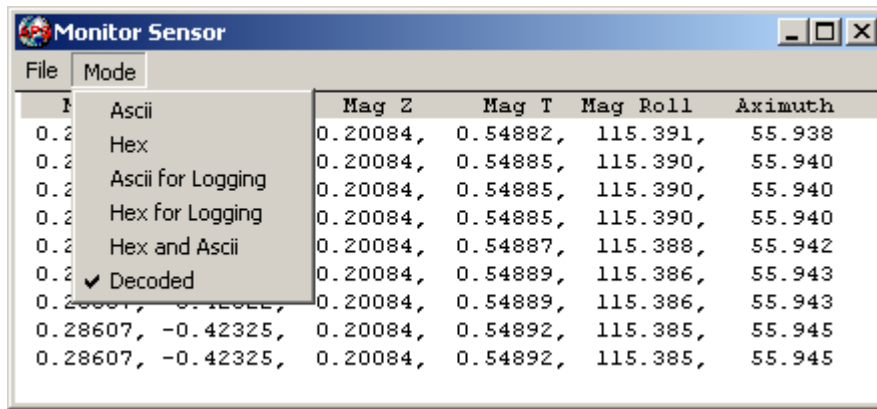 Monitor Sensor
File Mode
Mag Z Mag T Mag Roll Aximuth
Ascii
Hex
Ascii for Logging
Hex for Logging
Hex and Ascii
✔ Decoded
0.20084, 0.54882, 115.391, 55.938
0.20084, 0.54885, 115.390, 55.940
0.20084, 0.54885, 115.390, 55.940
0.20084, 0.54885, 115.390, 55.940
0.20084, 0.54887, 115.388, 55.942
0.20084, 0.54889, 115.386, 55.943
0.20084, 0.54889, 115.386, 55.943
0.28607, -0.42325, 0.20084, 0.54892, 115.385, 55.945
0.28607, -0.42325, 0.20084, 0.54892, 115.385, 55.945